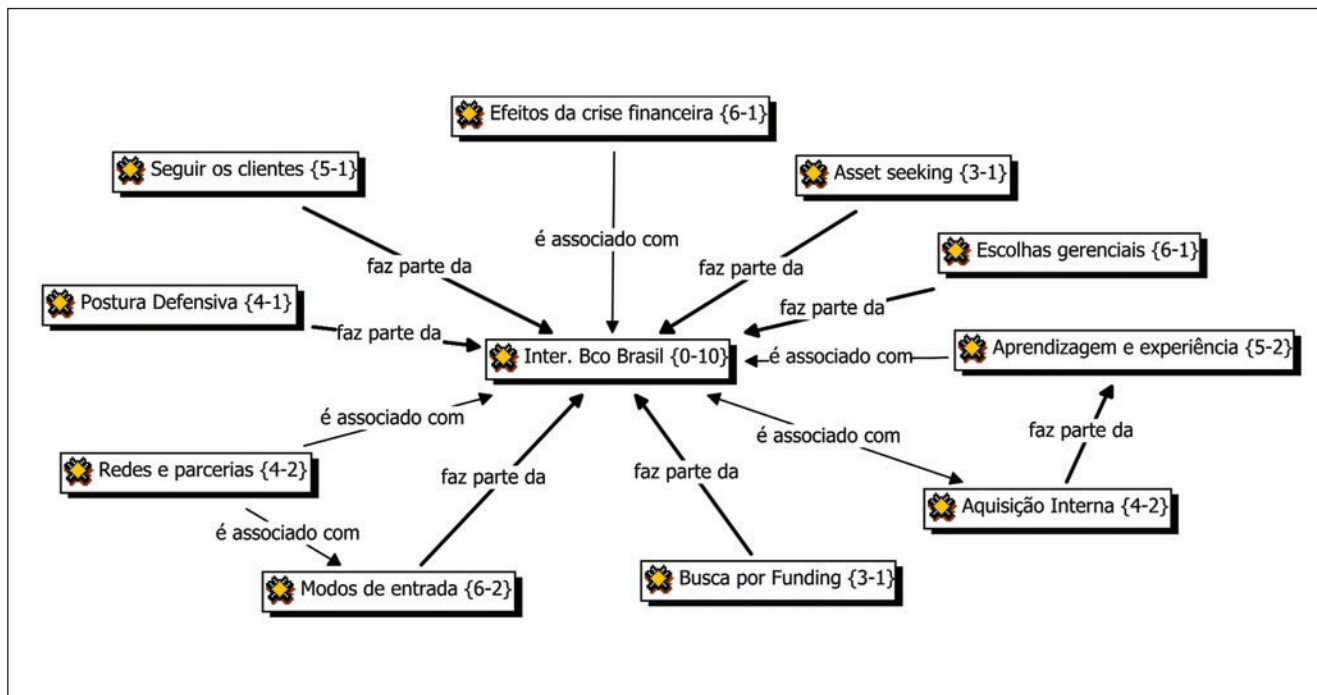 Efeitos da crise financeira {6-1}
Seguir os clientes {5-1}
Asset seeking {3-1}
é associado com
Escolhas gerenciais {6-1}
faz parte da
faz parte da
Postura Defensiva {4-1}
faz parte da
faz parte da
Inter. Bco Brasil {0-10}
é associado com
Aprendizagem e experiência {5-2}
é associado com
é associado com
faz parte da
Redes e parcerias {4-2}
faz parte da
faz parte da
Aquisição Interna {4-2}
é associado com
Modos de entrada {6-2}
Busca por Funding {3-1}